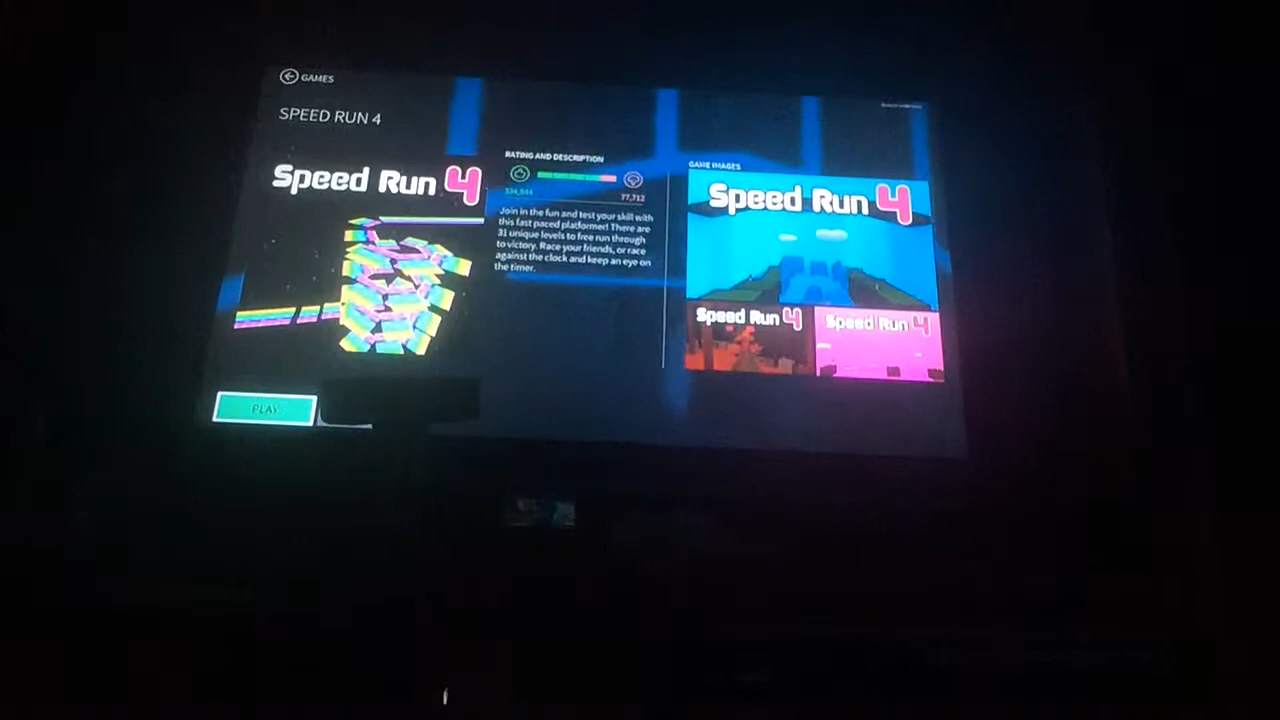 GAMES
SPEED RUN 4
Speed Run 4
RATING AND DESCRIPTION
77,712
Join in the fun and test your skill with
this fast paced platformer! There are
31 unique levels to free run through
to victory. Race your friends, or race
against the clock and keep an eye on
the timer.
GAME IMAGES
Speed Run 4
Speed Run 4
Speed Run 4
PLAY